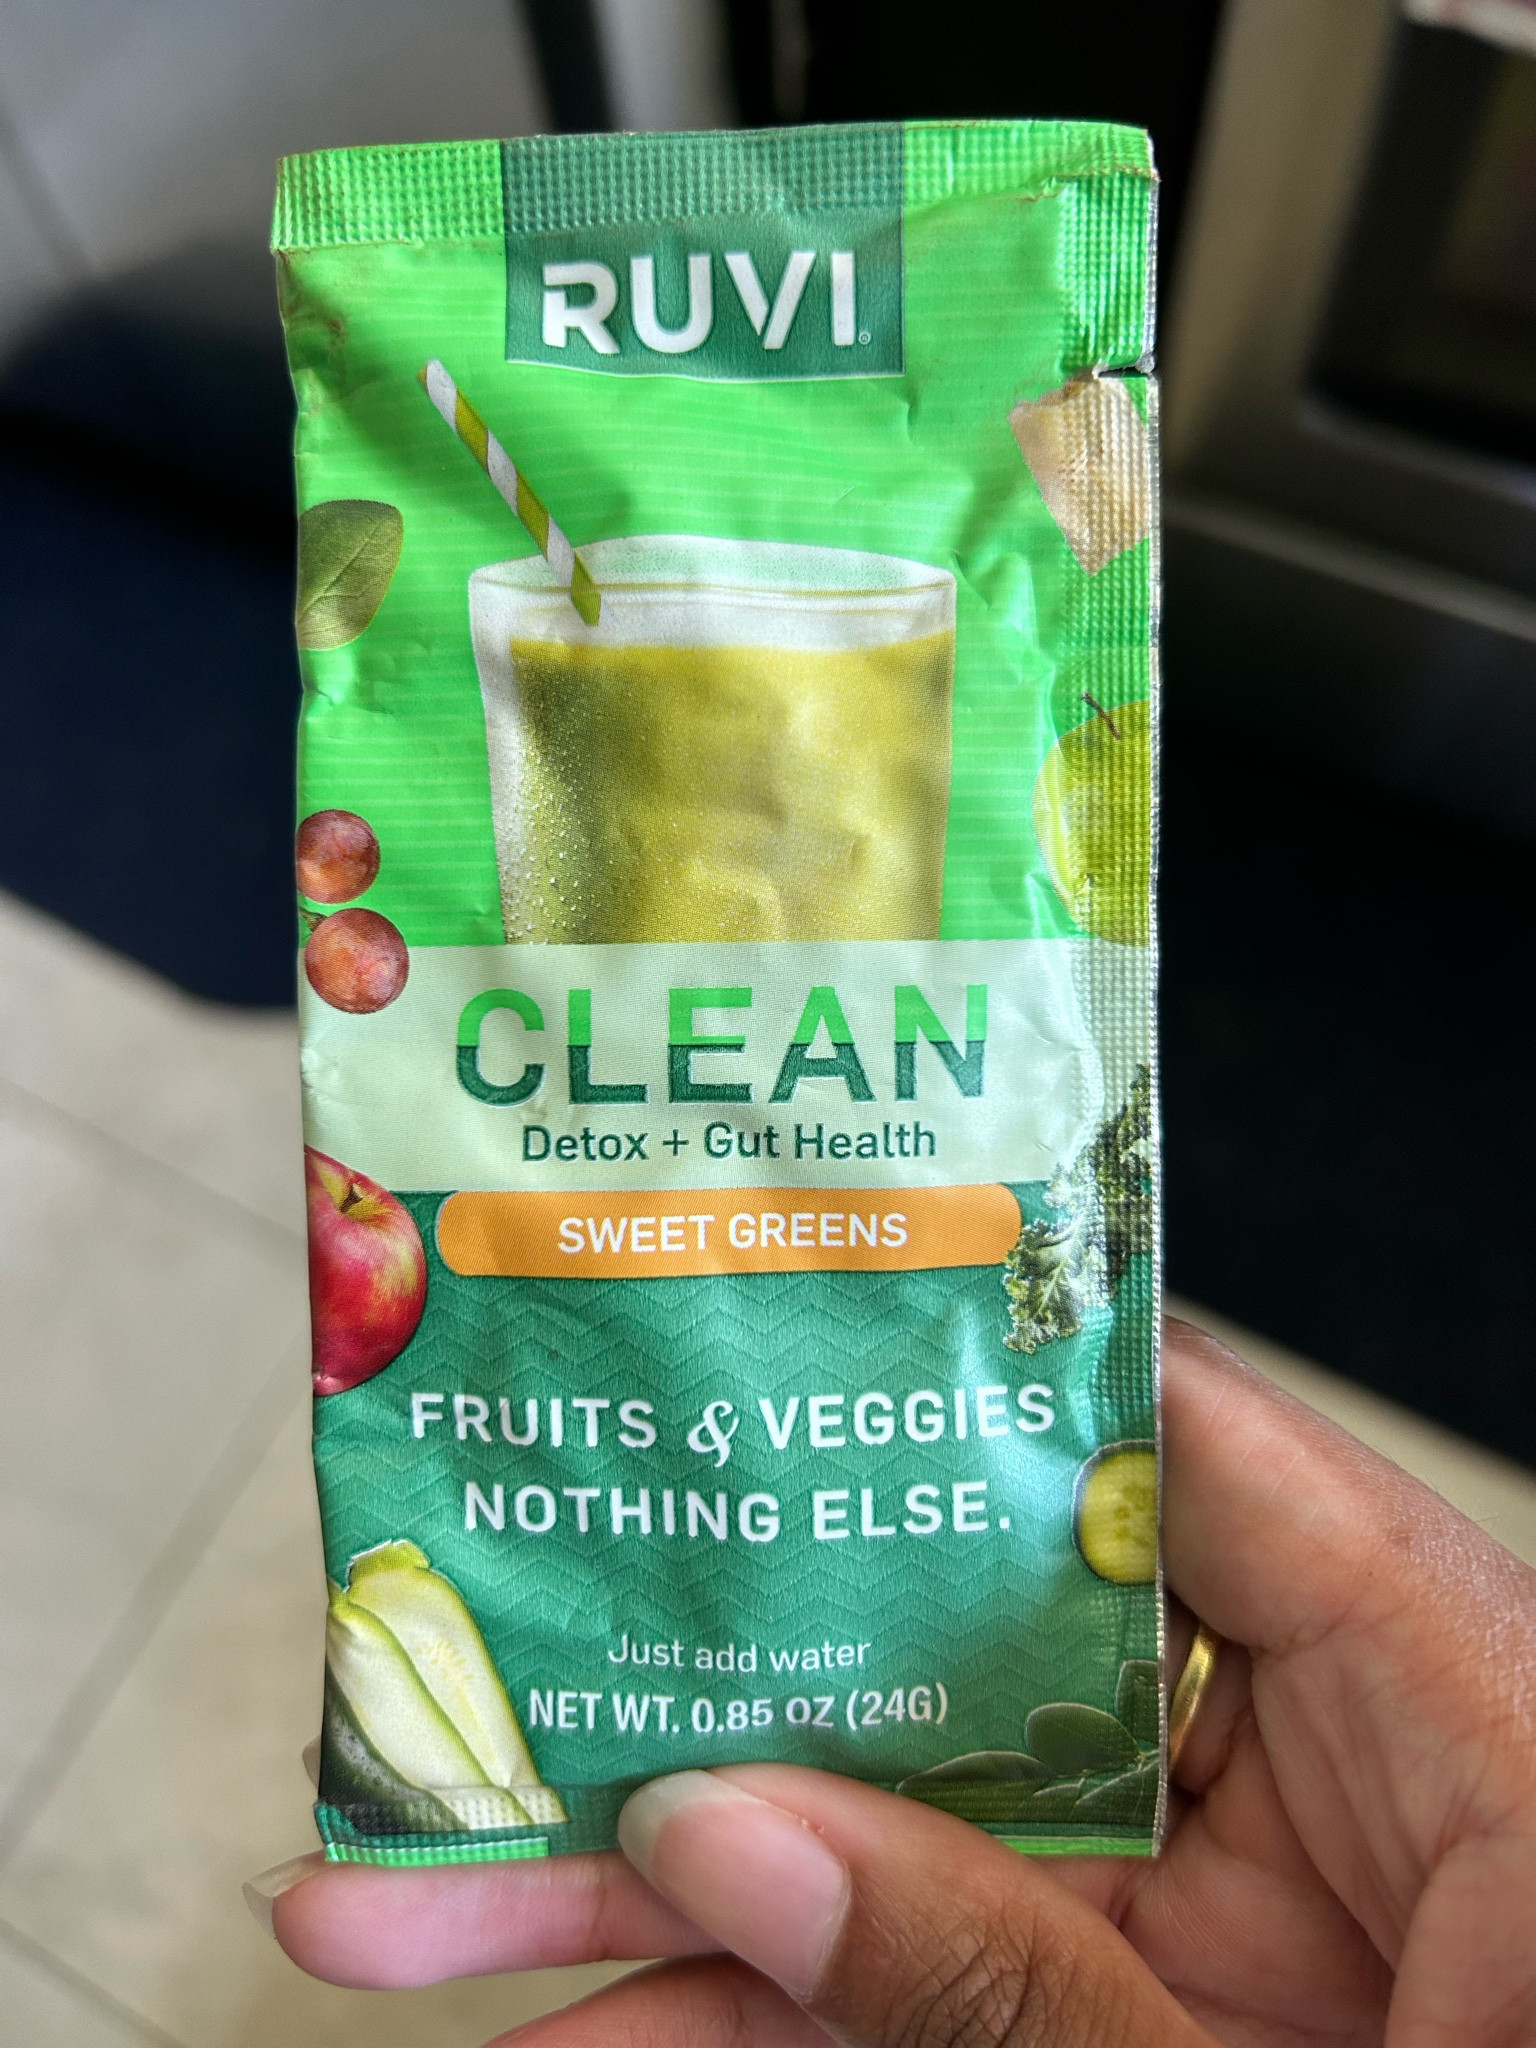 RUVI®
CLEAN
Detox + Gut Health
SWEET GREENS
FRUITS & VEGGIES
NOTHING ELSE.
Just add water
NET WT. 0.85 OZ (24G)